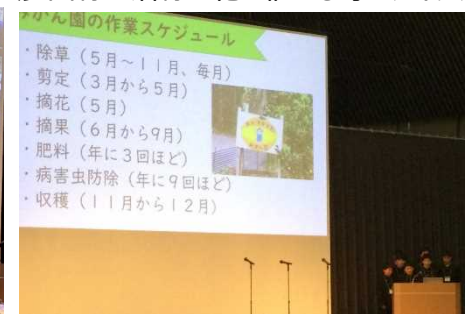 かん園の作業スケジュール
・除草（５月～１１月、毎月）
・剪定（３月から５月）
・摘花（５月）
・摘果（６月から９月）
・肥料（年に３回ほど）
・病害虫防除（年に９回ほど）
・収穫（１１月から１２月）